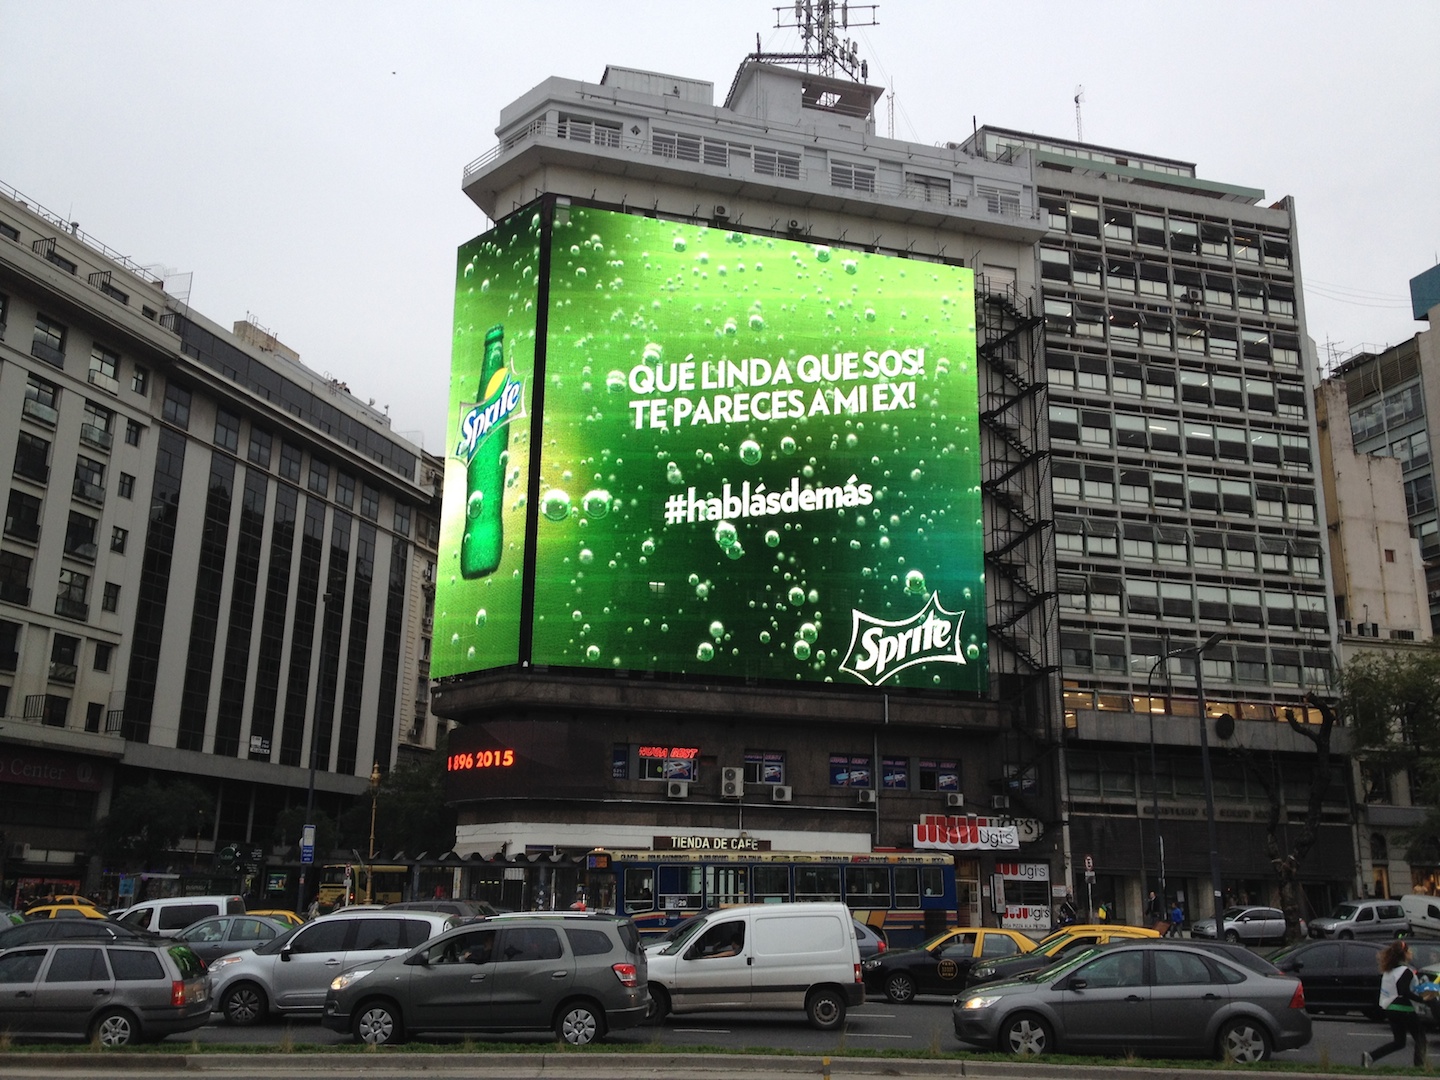 QUÉ LINDA QUE SOS!
TE PARECES A MI EX!
#hablásdemás
Sprite
Sprite
896 2015
TIENDA DE CAFE
Ugi's
Ugi's
Ugi's
Center